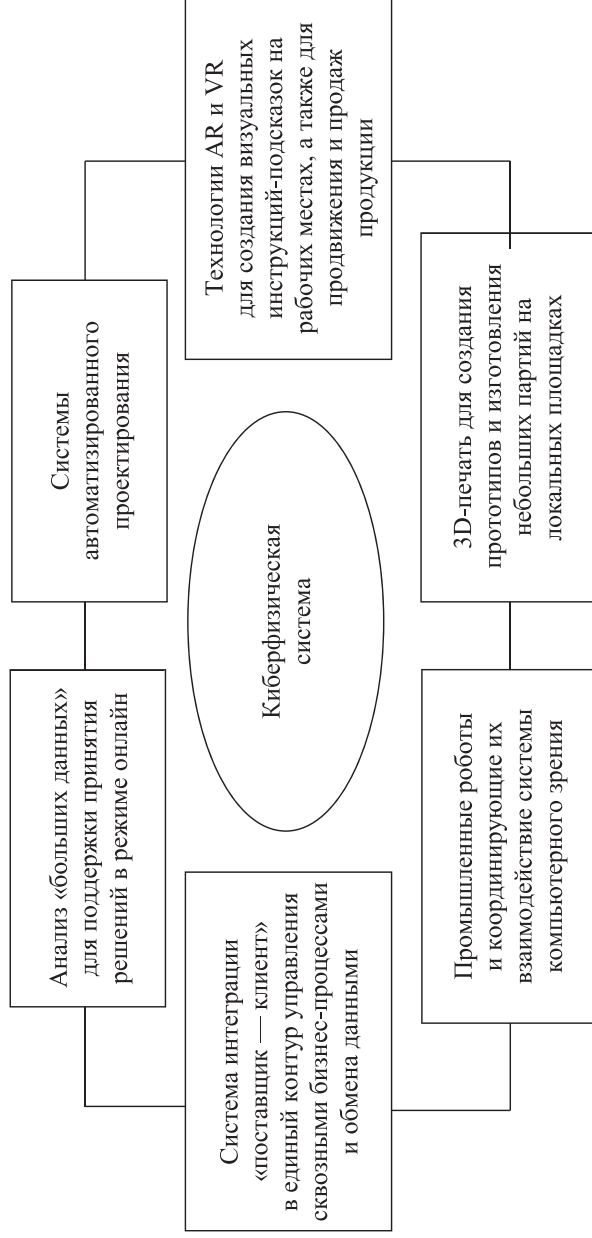 Анализ «больших данных»
для поддержки принятия
решений в режиме онлайн
Системы
автоматизированного
проектирования
Система интеграции
«поставщик — клиент»
в единый контур управления
сквозными бизнес-процессами
и обмена данными
Киберфизическая
система
Технологии AR и VR
для создания визуальных
инструкций-подсказок на
рабочих местах, а также для
продвижения и продаж
продукции
Промышленные роботы
и координирующие их
взаимодействие системы
компьютерного зрения
3D-печать для создания
прототипов и изготовления
небольших партий на
локальных площадках